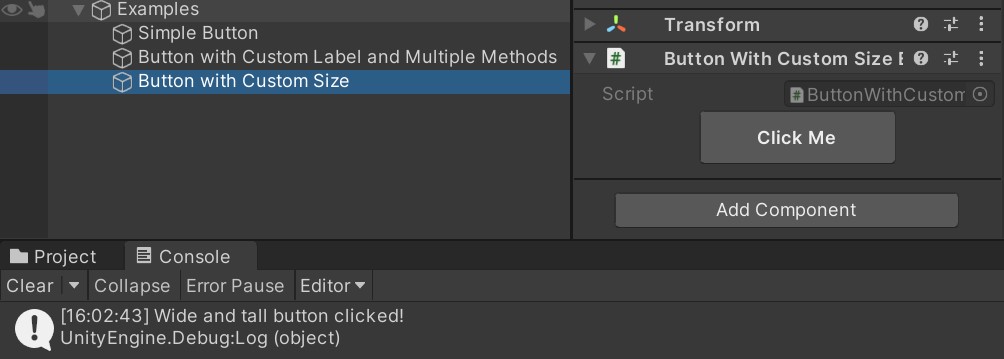 Examples
Simple Button
Button with Custom Label and Multiple Methods
Button with Custom Size
Transform
Button With Custom Size E
Script
ButtonWithCustom
Click Me
Add Component
Project
Console
Clear
Collapse
Error Pause
Editor
[16:02:43] Wide and tall button clicked!
UnityEngine.Debug:Log (object)